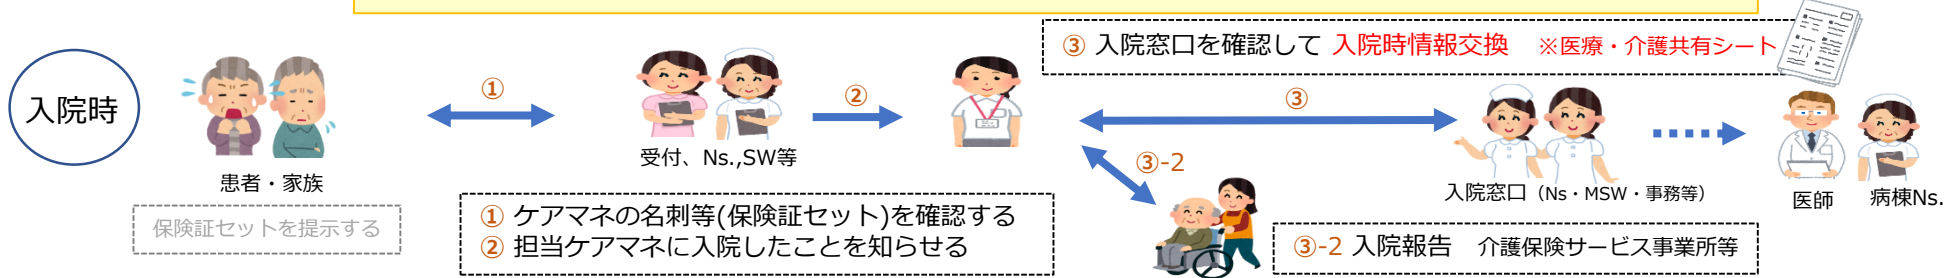 ③ 入院窓口を確認して 入院時情報交換 ※医療・介護共有シート
入院時
①
②
③
③-2
受付、Ns.,SW等
患者・家族
入院窓口（Ns・MSW・事務等）
医師
病棟Ns.
保険証セットを提示する
① ケアマネの名刺等(保険証セット)を確認する
② 担当ケアマネに入院したことを知らせる
③-2 入院報告 介護保険サービス事業所等